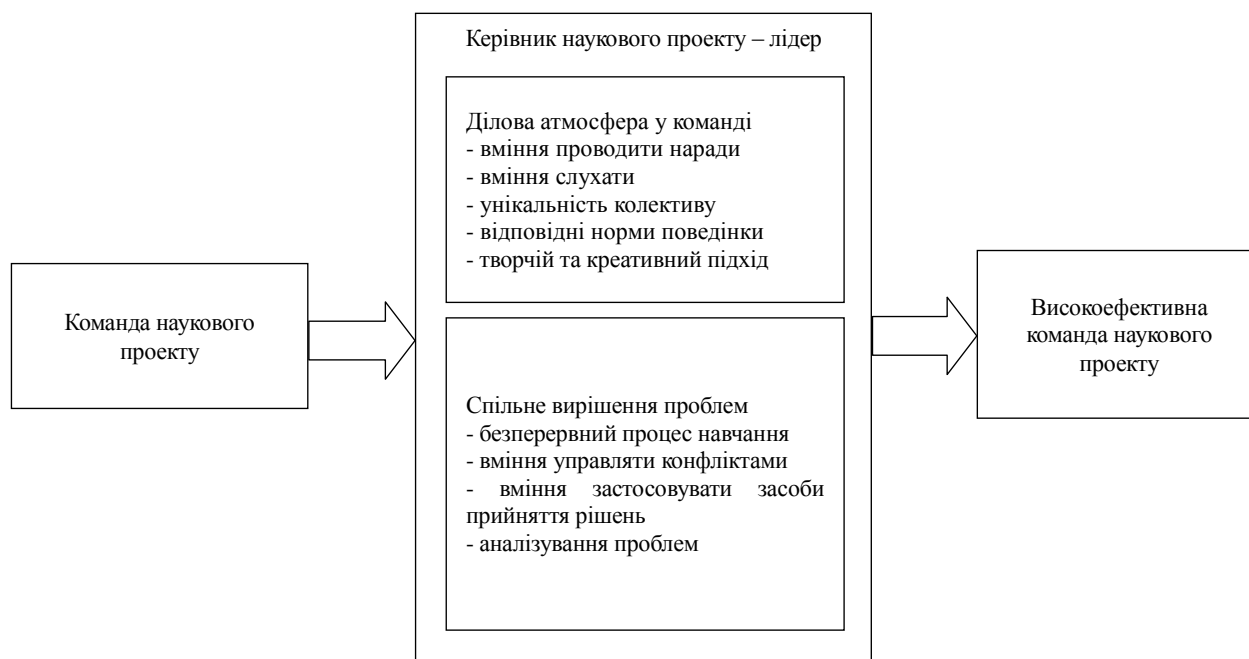 Керівник наукового проекту – лідер
Ділова атмосфера у команді
- вміння проводити наради
- вміння слухати
- унікальність колективу
- відповідні норми поведінки
- творчій та креативний підхід
Команда наукового
проекту
Спільне вирішення проблем
- безперервний процес навчання
- вміння управляти конфліктами
- вміння застосовувати засоби
прийняття рішень
- аналізування проблем
Високоефективна
команда наукового
проекту